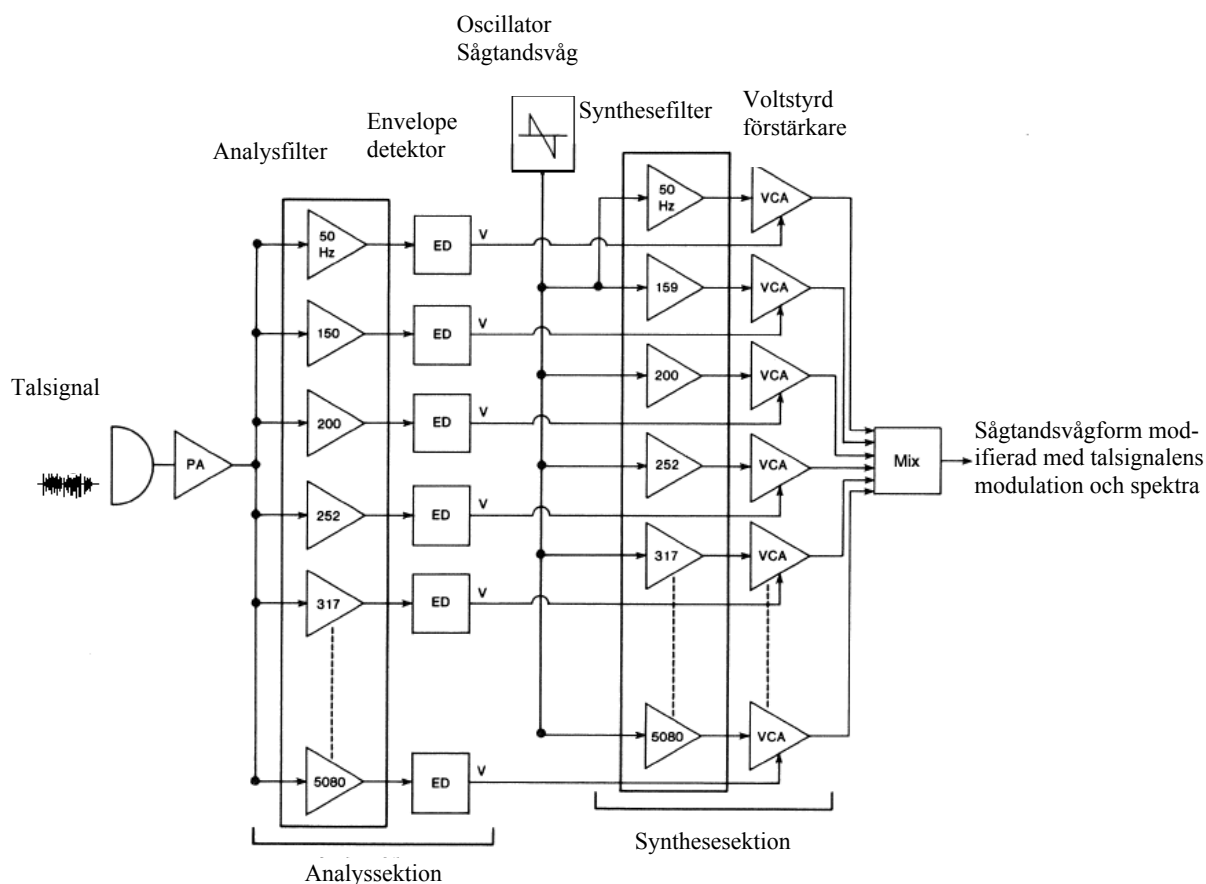 Oscillator
Sågtandsvåg
Synthesefilter
Voltstyrd
förstärkare
Envelope
detektor
Analysfilter
50
Hz
VCA
50
Hz
ED
V
159
VCA
150
ED
V
200
VCA
Talsignal
200
ED
V
PA
252
VCA
Mix
Sågtandsvågform mod-
ifierad med talsignalens
modulation och spektra
252
ED
V
317
VCA
317
ED
V
5080
VCA
5080
ED
V
Synthesesektion
Analyssektion